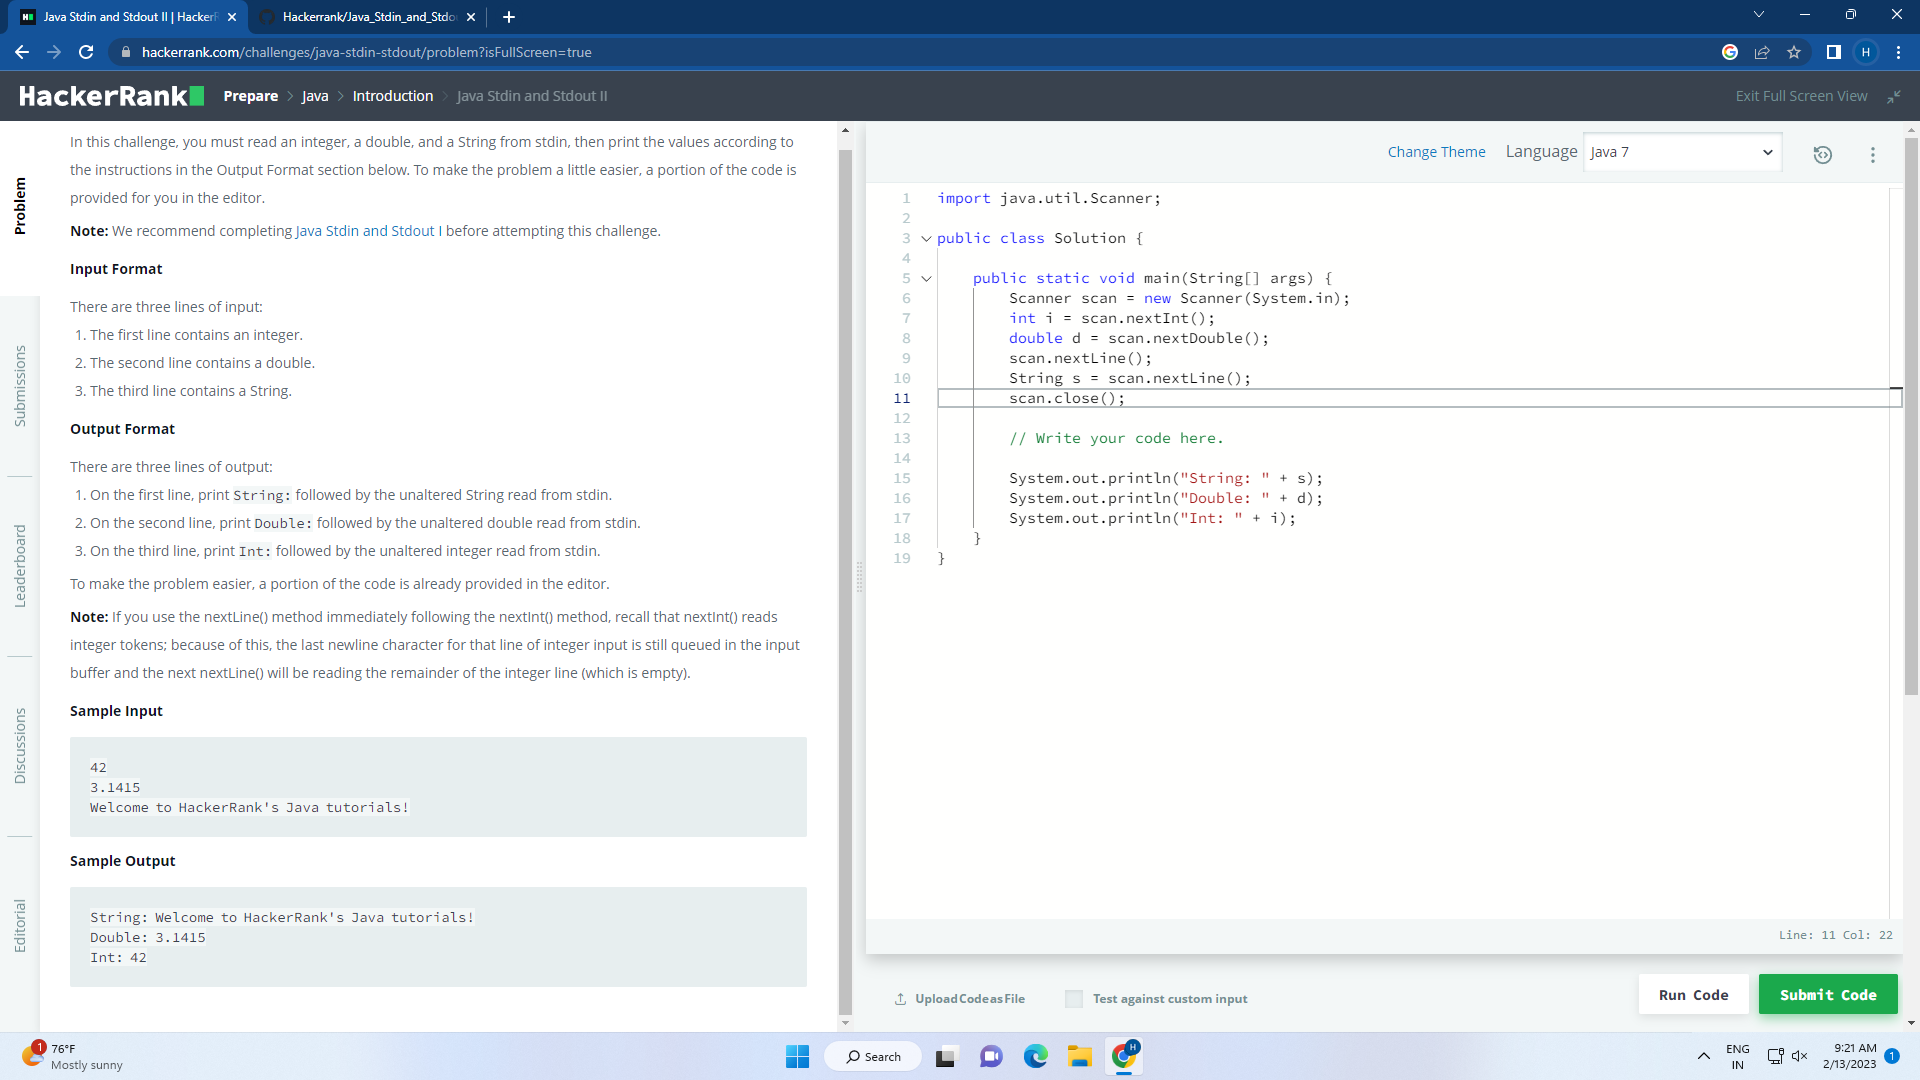 Java Stdin and Stdout II | HackerR
Hackerrank/Java_Stdin_and_Stdo
hackerrank.com/challenges/java-stdin-stdout/problem?isFullScreen=true
H
HackerRank
Prepare > Java > Introduction > Java Stdin and Stdout II
Exit Full Screen View
Problem
Submissions
Leaderboard
Discussions
Editorial
In this challenge, you must read an integer, a double, and a String from stdin, then print the values according to
the instructions in the Output Format section below. To make the problem a little easier, a portion of the code is
provided for you in the editor.
Note: We recommend completing Java Stdin and Stdout I before attempting this challenge.
Input Format
There are three lines of input:
1. The first line contains an integer.
2. The second line contains a double.
3. The third line contains a String.
Output Format
There are three lines of output:
1. On the first line, print String: followed by the unaltered String read from stdin.
2. On the second line, print Double: followed by the unaltered double read from stdin.
3. On the third line, print Int: followed by the unaltered integer read from stdin.
To make the problem easier, a portion of the code is already provided in the editor.
Note: If you use the nextLine() method immediately following the nextInt() method, recall that nextInt() reads
integer tokens; because of this, the last newline character for that line of integer input is still queued in the input
buffer and the next nextLine() will be reading the remainder of the integer line (which is empty).
Sample Input
42
3.1415
Welcome to HackerRank's Java tutorials!
Sample Output
String: Welcome to HackerRank's Java tutorials!
Double: 3.1415
Int: 42
Change Theme Language Java 7
1 import java.util.Scanner;
2
3 public class Solution {
4
5 public static void main(String[] args) {
6 Scanner scan = new Scanner(System.in);
7 int i = scan.nextInt();
8 double d = scan.nextDouble();
9 scan.nextLine();
10 String s = scan.nextLine();
11 scan.close();
12
13 // Write your code here.
14
15 System.out.println("String: " + s);
16 System.out.println("Double: " + d);
17 System.out.println("Int: " + i);
18 }
19 }
Line: 11 Col: 22
Upload Code as File
Test against custom input
Run Code
Submit Code
1
76°F
Mostly sunny
Search
H
ENG
IN
9:21 AM
2/13/2023
1